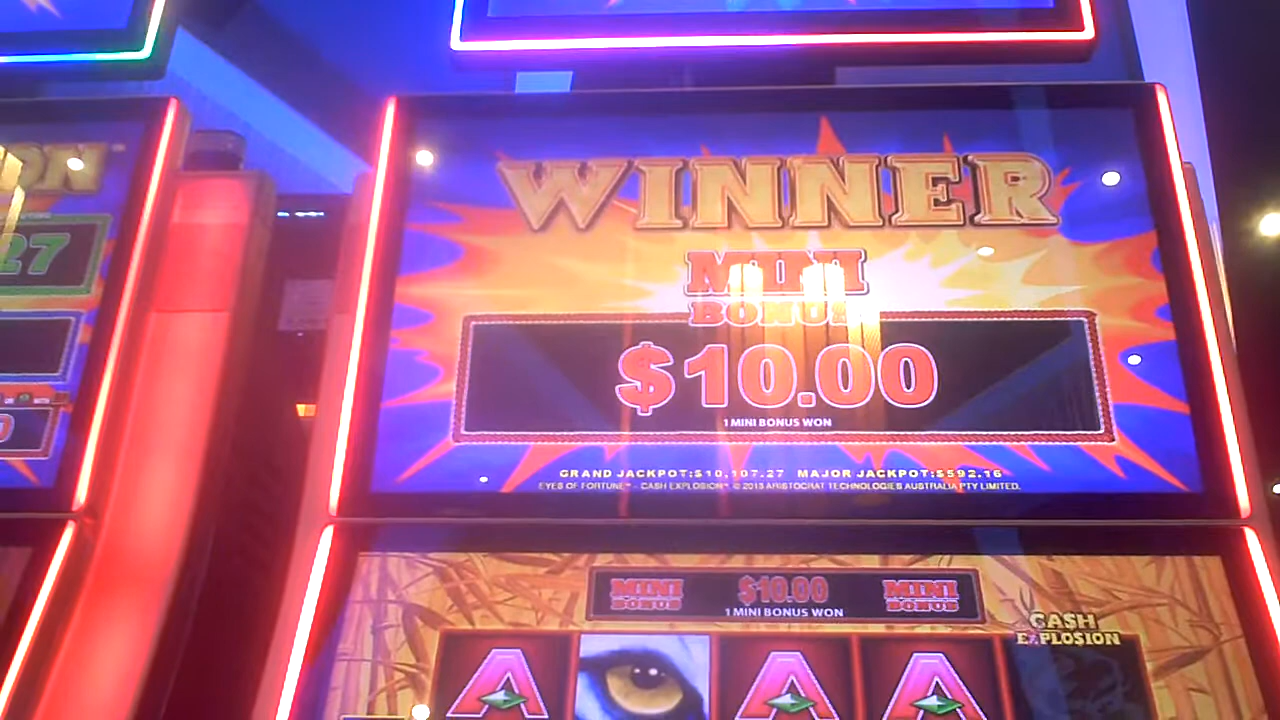 WINNER
MINI
BONUS
$10.00
1 MINI BONUS WON
GRAND JACKPOT:$10,107.27 MAJOR JACKPOT:$592.16
EYES OF FORTUNE™ - CASH EXPLOSION™ © 2013 ARISTOCRAT TECHNOLOGIES AUSTRALIA PTY LIMITED.
27
MINI
BONUS
$10.00
1 MINI BONUS WON
MINI
BONUS
CASH
EXPLOSION
A
A
A